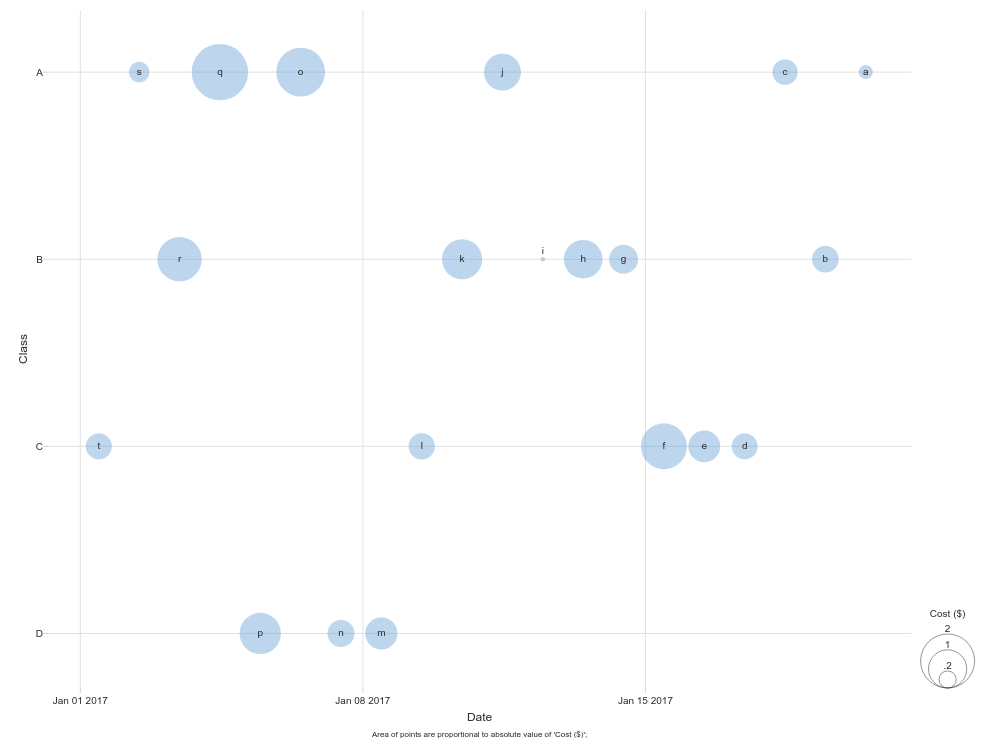 A
s
q
o
j
c
a
B
r
k
i
h
g
b
Class
C
t
l
f
e
d
D
p
n
m
Cost ($)
2
1
.2
Jan 01 2017
Jan 08 2017
Jan 15 2017
Date
Area of points are proportional to absolute value of 'Cost ($)';